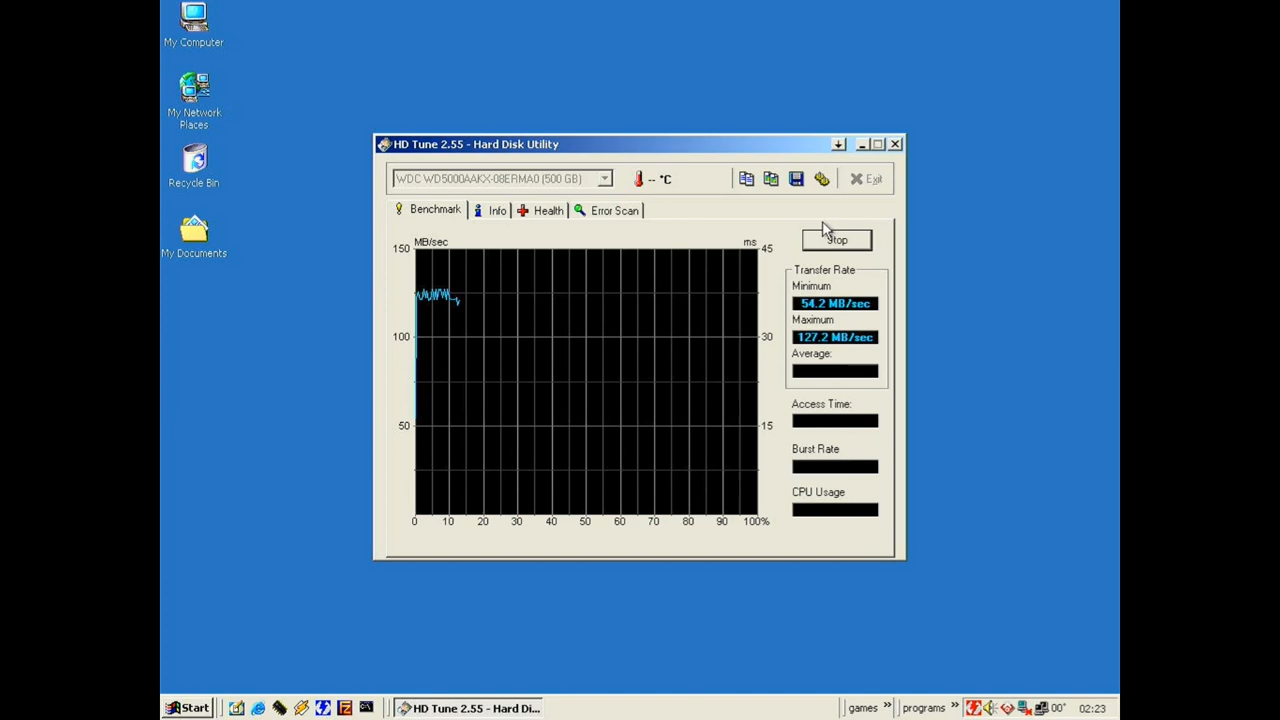 My Computer
My Network
Places
Recycle Bin
My Documents
HD Tune 2.55 - Hard Disk Utility
WDC WD5000AAKX-08ERMA0 (500 GB)
-- °C
Exit
Benchmark
Info
Health
Error Scan
Stop
MB/sec
ms
150
100
50
45
30
15
0 10 20 30 40 50 60 70 80 90 100%
Transfer Rate
Minimum
54.2 MB/sec
Maximum
127.2 MB/sec
Average:
Access Time:
Burst Rate
CPU Usage
Start
HD Tune 2.55 - Hard Di...
games »
programs »
00°
02:23